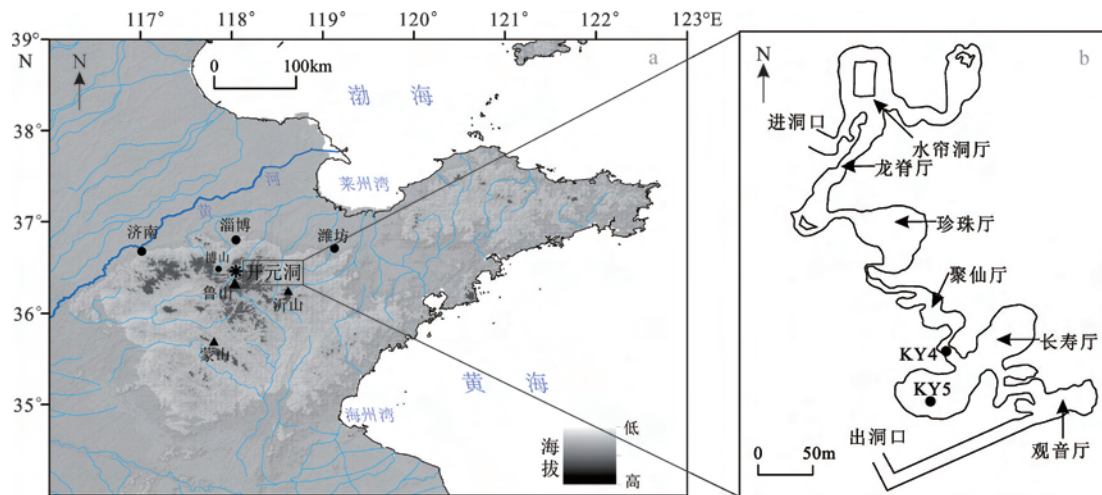 117°
118°
119°
120°
121°
122°
123°E
39°
N
38°
37°
36°
35°
N
0
100km
a
渤海
莱州湾
黄河
济南
淄博
潍坊
博山
开元洞
鲁山
沂山
蒙山
黄海
海州湾
海拔
低
高
b
N
进洞口
水帘洞厅
龙脊厅
珍珠厅
聚仙厅
长寿厅
KY4
KY5
观音厅
出洞口
0
50m